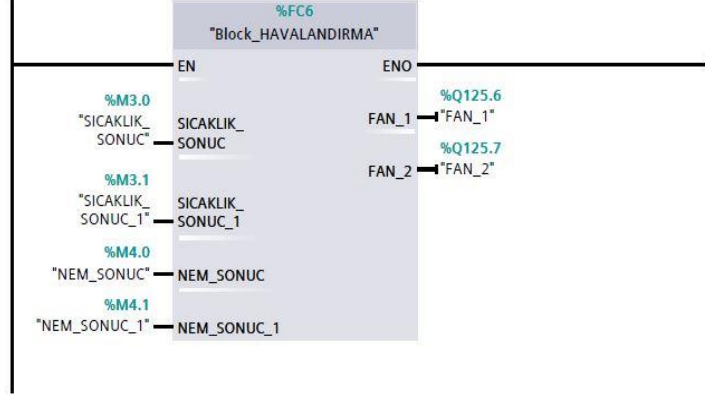 %FC6
"Block_HAVALANDIRMA"
EN ENO
%M3.0
"SICAKLIK_
SONUC"
SICAKLIK_
SONUC
FAN_1
%Q125.6
"FAN_1"
FAN_2
%Q125.7
"FAN_2"
%M3.1
"SICAKLIK_
SONUC_1"
SICAKLIK_
SONUC_1
%M4.0
"NEM_SONUC" NEM_SONUC
%M4.1
"NEM_SONUC_1" NEM_SONUC_1